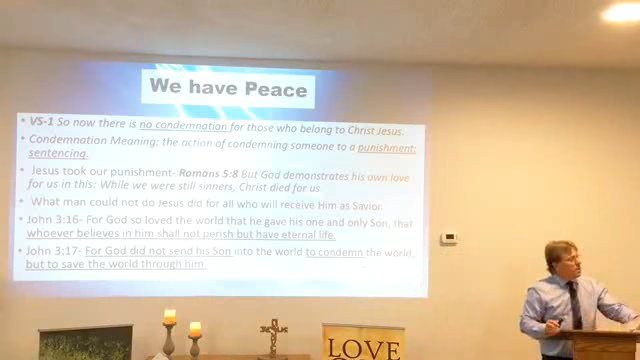 We have Peace
• VS-1 So now there is no condemnation for those who belong to Christ Jesus.
• Condemnation Meaning: the action of condemning someone to a punishment:
sentencing.
• Jesus took our punishment- Romans 5:8 But God demonstrates his own love
for us in this: While we were still sinners, Christ died for us.
• What man could not do Jesus did for all who will receive Him as Savior.
• John 3:16- For God so loved the world that he gave his one and only Son, that
whoever believes in him shall not perish but have eternal life.
• John 3:17- For God did not send his Son into the world to condemn the world,
but to save the world through him.
LOVE